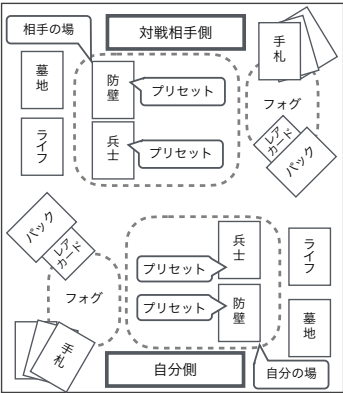 相手の場
対戦相手側
手札
墓地
防壁
プリセット
フォグ
ライフ
兵士
プリセット
レアカード
パック
パック
レアカード
兵士
ライフ
プリセット
フォグ
プリセット
防壁
墓地
手札
自分側
自分の場